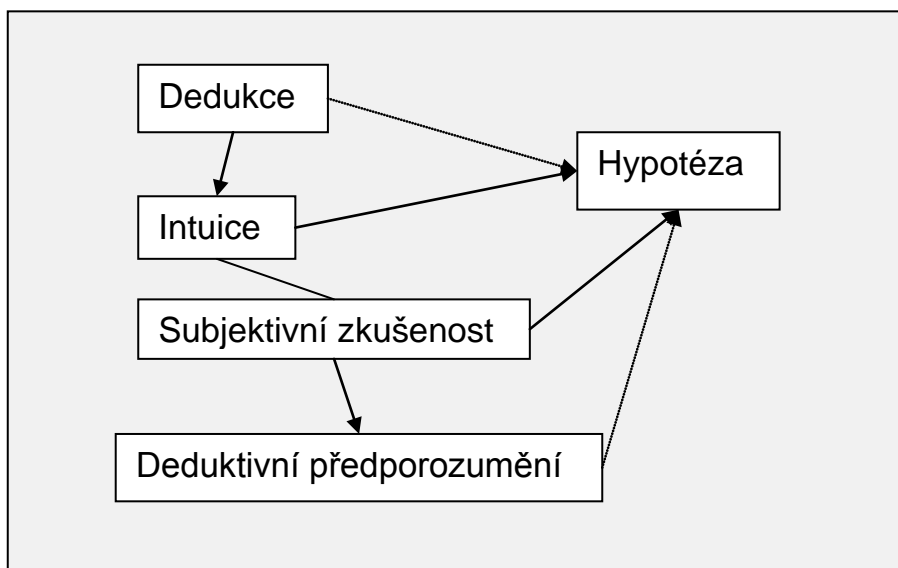 Dedukce
Hypotéza
Intuice
Subjektivní zkušenost
Deduktivní předporozumění